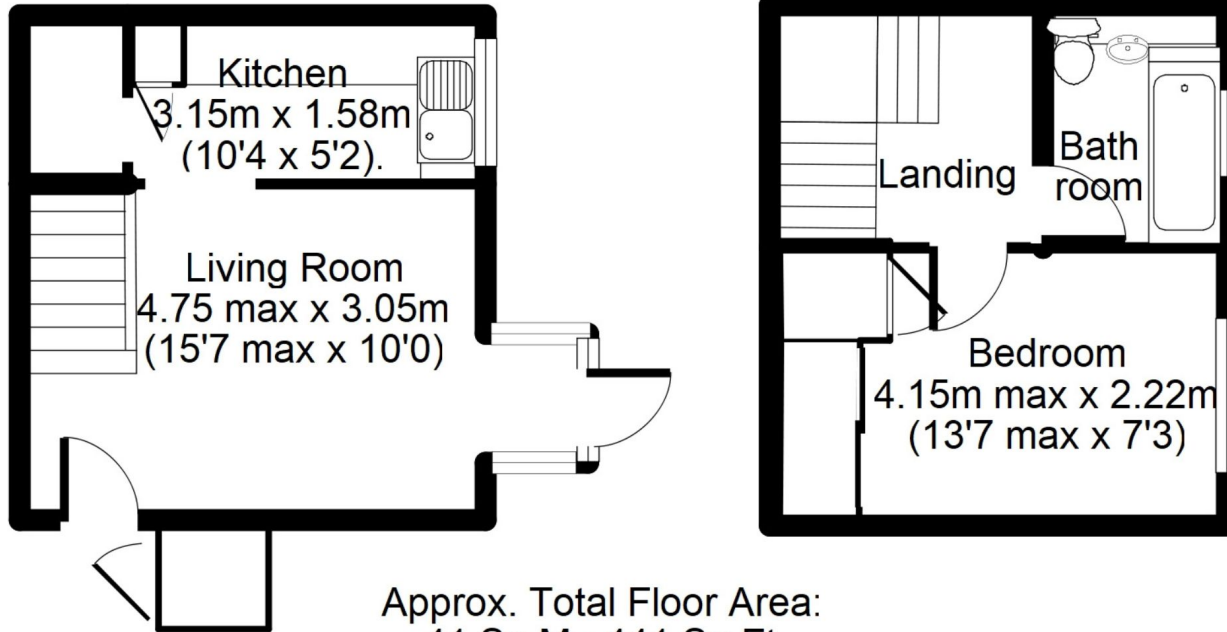 Kitchen
3.15m x 1.58m
(10'4 x 5'2).
Living Room
4.75 max x 3.05m
(15'7 max x 10'0)
Landing
Bath
room
Bedroom
4.15m max x 2.22m
(13'7 max x 7'3)
Approx. Total Floor Area: